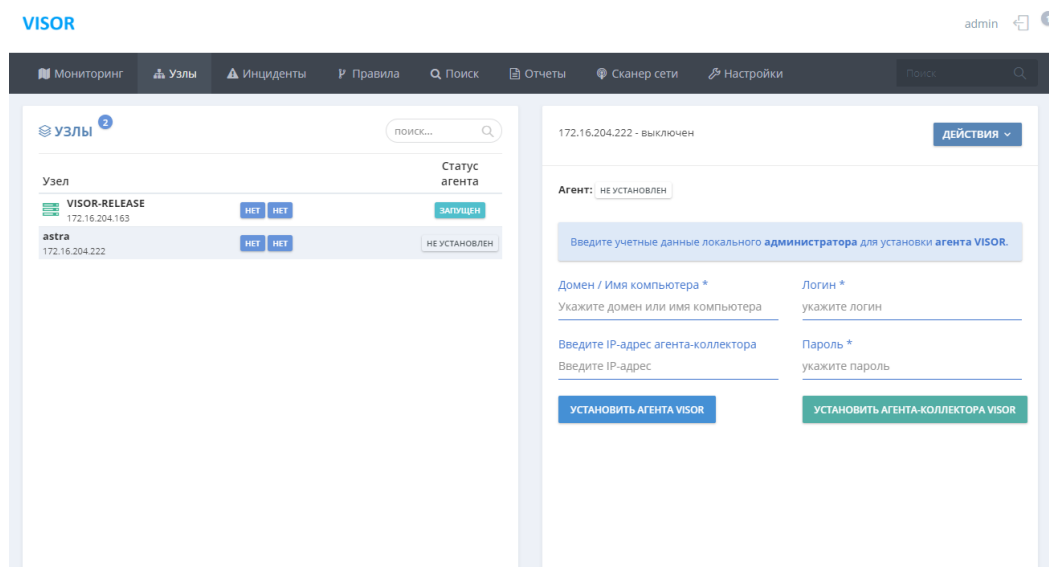 VISOR
admin
Мониторинг Узлы Инциденты Правила Поиск Отчеты Сканер сети Настройки Поиск
УЗЛЫ 2
поиск...
Узел
Статус
агента
VISOR-RELEASE
172.16.204.163
НЕТ НЕТ
ЗАПУЩЕН
astra
172.16.204.222
НЕТ НЕТ
НЕ УСТАНОВЛЕН
172.16.204.222 - выключен
ДЕЙСТВИЯ
Агент: НЕ УСТАНОВЛЕН
Введите учетные данные локального администратора для установки агента VISOR.
Домен / Имя компьютера *
Укажите домен или имя компьютера
Логин *
укажите логин
Введите IP-адрес агента-коллектора
Введите IP-адрес
Пароль *
укажите пароль
УСТАНОВИТЬ АГЕНТА VISOR
УСТАНОВИТЬ АГЕНТА-КОЛЛЕКТОРА VISOR